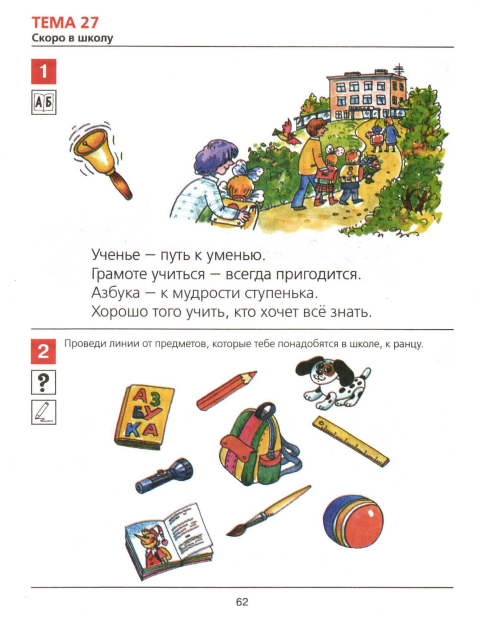 ТЕМА 27
Скоро в школу
1
АБ
Ученье – путь к уменью.
Грамоте учиться – всегда пригодится.
Азбука – к мудрости ступенька.
Хорошо того учить, кто хочет всё знать.
2
Проведи линии от предметов, которые тебе понадобятся в школе, к ранцу.
?
АЗ
БУ
КА
62